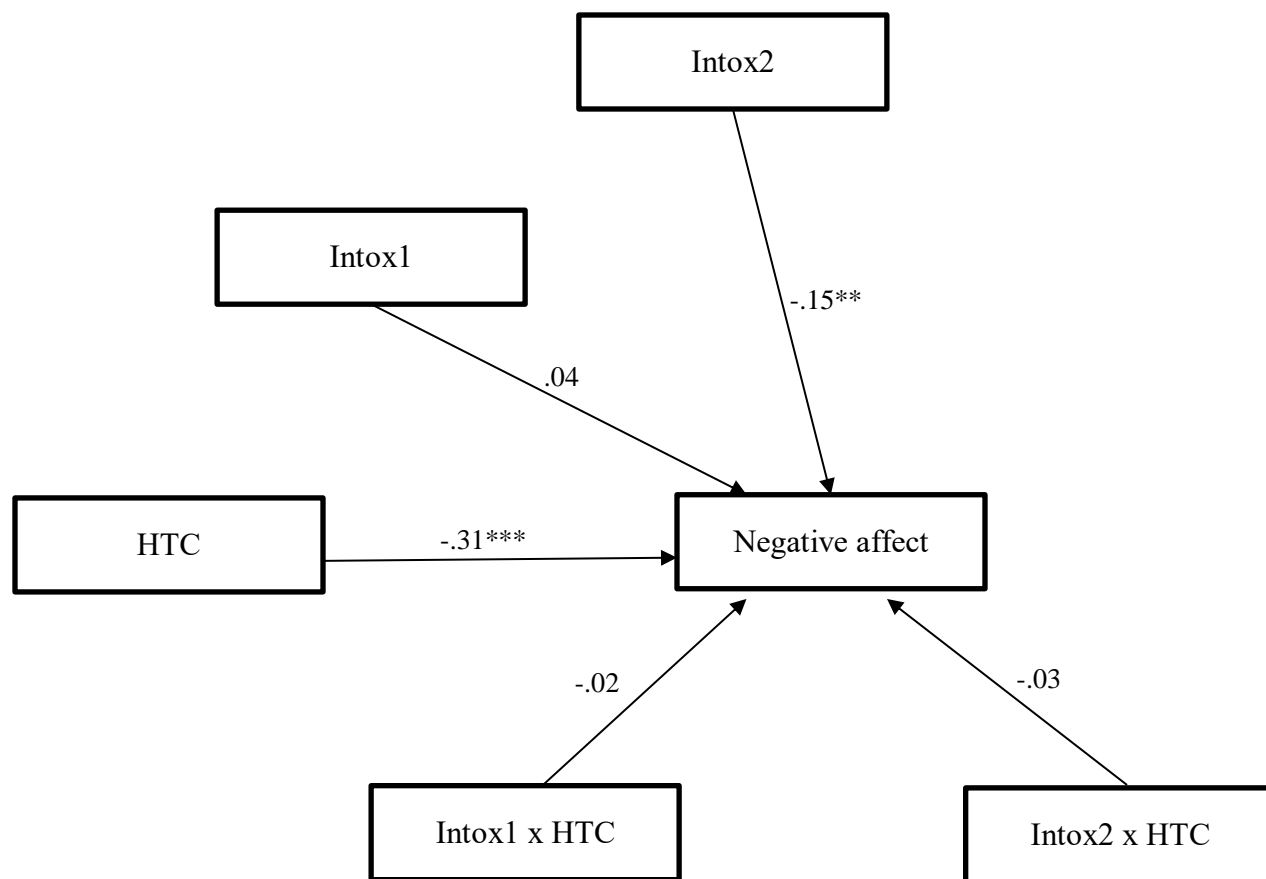 Intox2
Intox1
-.15**
.04
HTC
-.31***
Negative affect
-.02
-.03
Intox1 x HTC
Intox2 x HTC